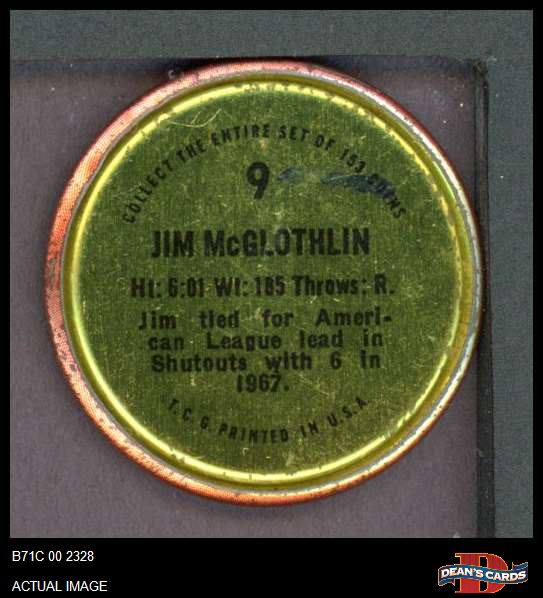 COLLECT THE ENTIRE SET OF 153 COINS
9
JIM McGLOTHLIN
Ht: 6:01 Wt: 185 Throws: R.
Jim tied for Ameri-
can League lead in
Shutouts with 6 in
1967.
T. C. G. PRINTED IN U.S.A.
B71C 00 2328
ACTUAL IMAGE
D
DEAN'S CARDS